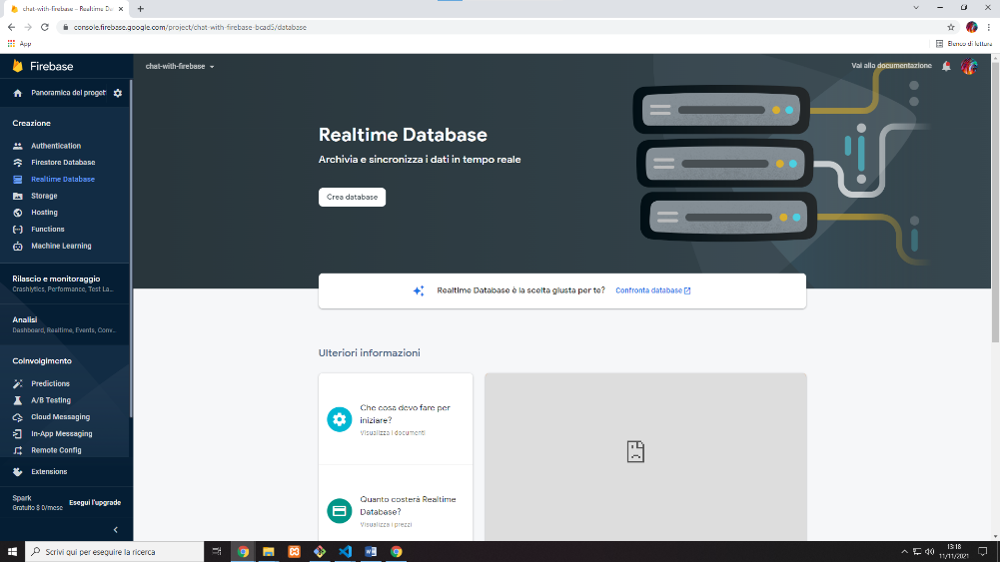 chat-with-firebase – Realtime Da
console.firebase.google.com/project/chat-with-firebase-bcad5/database
App
Elenco di lettura
Firebase
chat-with-firebase
Vai alla documentazione
Panoramica del progett
Creazione
Authentication
Firestore Database
Realtime Database
Storage
Hosting
Functions
Machine Learning
Rilascio e monitoraggio
Crashlytics, Performance, Test La...
Analisi
Dashboard, Realtime, Events, Conv...
Coinvolgimento
Predictions
A/B Testing
Cloud Messaging
In-App Messaging
Remote Config
Extensions
Spark
Gratuito $ 0/mese
Esegui l'upgrade
Realtime Database
Archivia e sincronizza i dati in tempo reale
Crea database
Realtime Database è la scelta giusta per te?
Confronta database
Ulteriori informazioni
Che cosa devo fare per
iniziare?
Visualizza i documenti
Quanto costerà Realtime
Database?
Visualizza i prezzi
Scrivi qui per eseguire la ricerca
13:18
11/11/2021